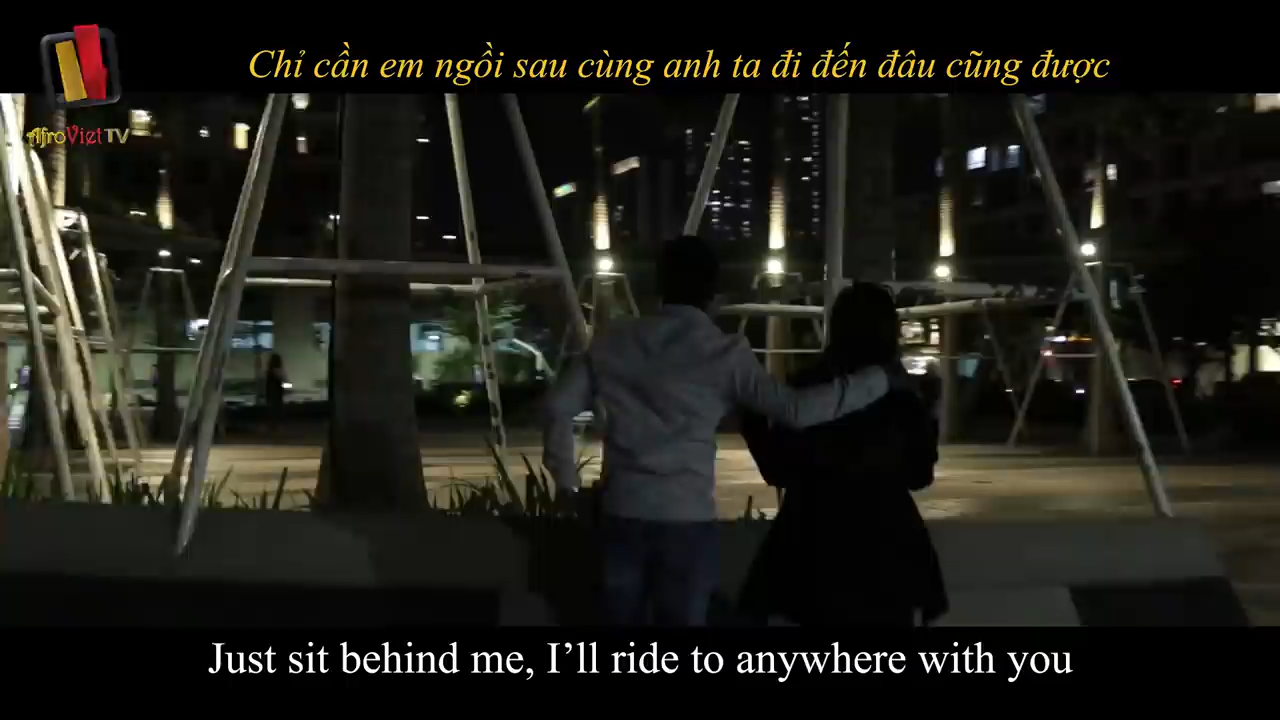 Chỉ cần em ngồi sau cùng anh ta đi đến đâu cũng được
AfroViệtTV
Just sit behind me, I’ll ride to anywhere with you